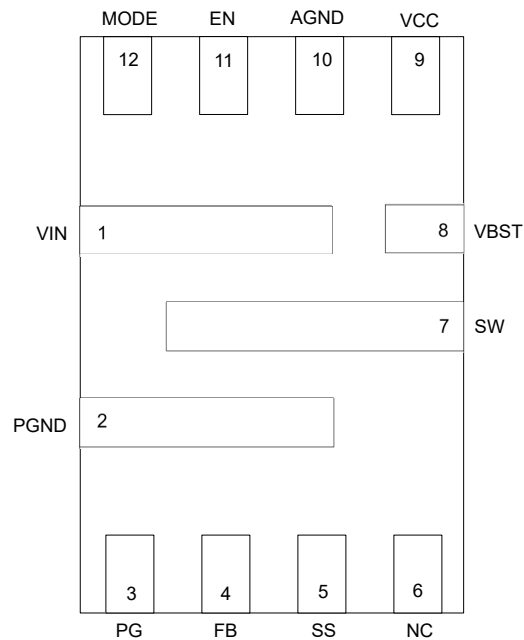 MODE EN AGND VCC
12 11 10 9
VIN 1 8 VBST
7 SW
PGND 2
3 4 5 6
PG FB SS NC